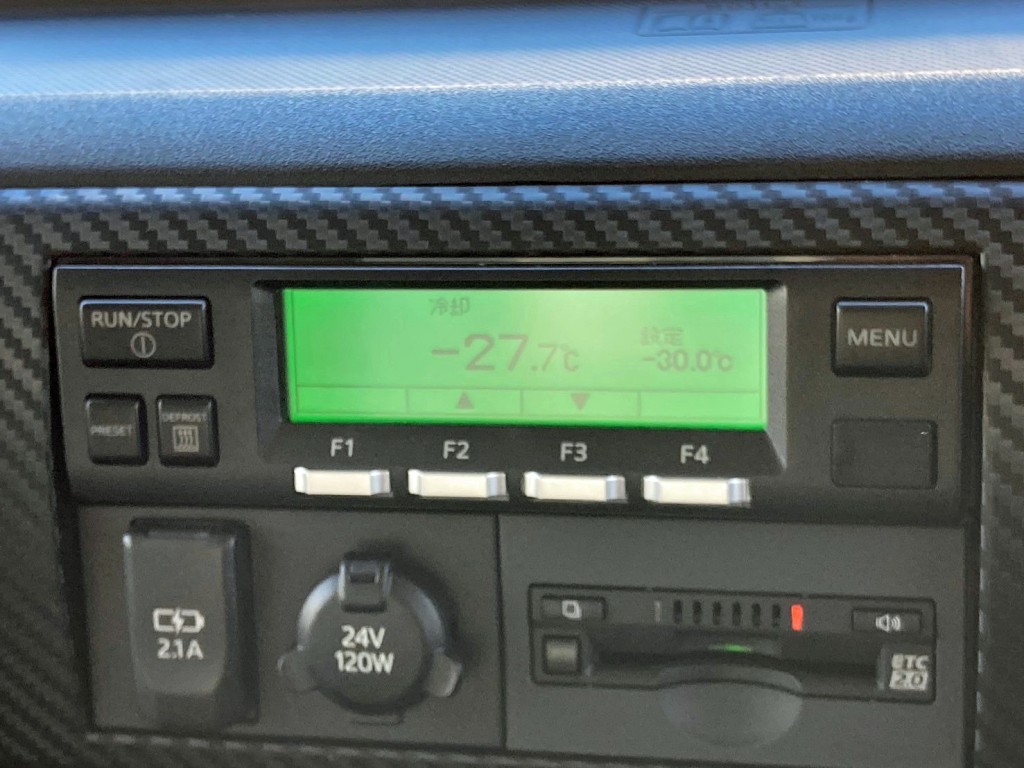 RUN/STOP
冷却
-27.7℃
設定
-30.0℃
MENU
▲ ▼
PRESET
DEFROST
F1 F2 F3 F4
2.1A
24V
120W
ETC
2.0